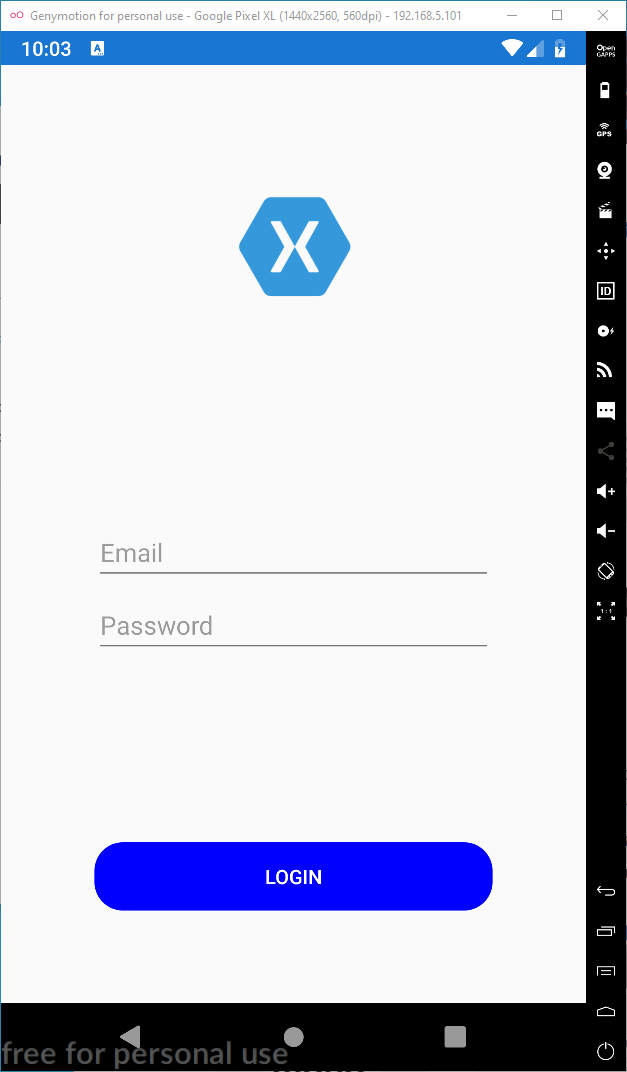 Genymotion for personal use - Google Pixel XL (1440x2560, 560dpi) - 192.168.5.101
10:03
A
Open
GAPPS
GPS
ID
X
Email
Password
1:1
LOGIN
free for personal use